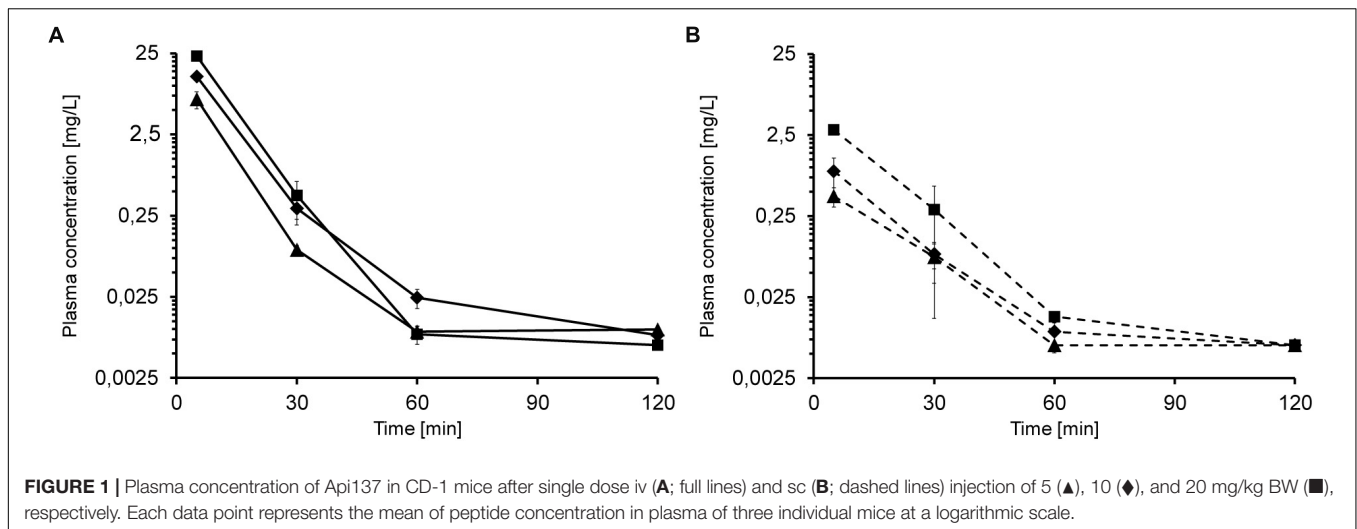 A
B
Plasma concentration [mg/L]
25
2,5
0,25
0,025
0,0025
0
30
60
90
120
Time [min]
Plasma concentration [mg/L]
25
2,5
0,25
0,025
0,0025
0
30
60
90
120
Time [min]
FIGURE 1 | Plasma concentration of Api137 in CD-1 mice after single dose iv (A; full lines) and sc (B; dashed lines) injection of 5 (▲), 10 (♦), and 20 mg/kg BW (■),
respectively. Each data point represents the mean of peptide concentration in plasma of three individual mice at a logarithmic scale.